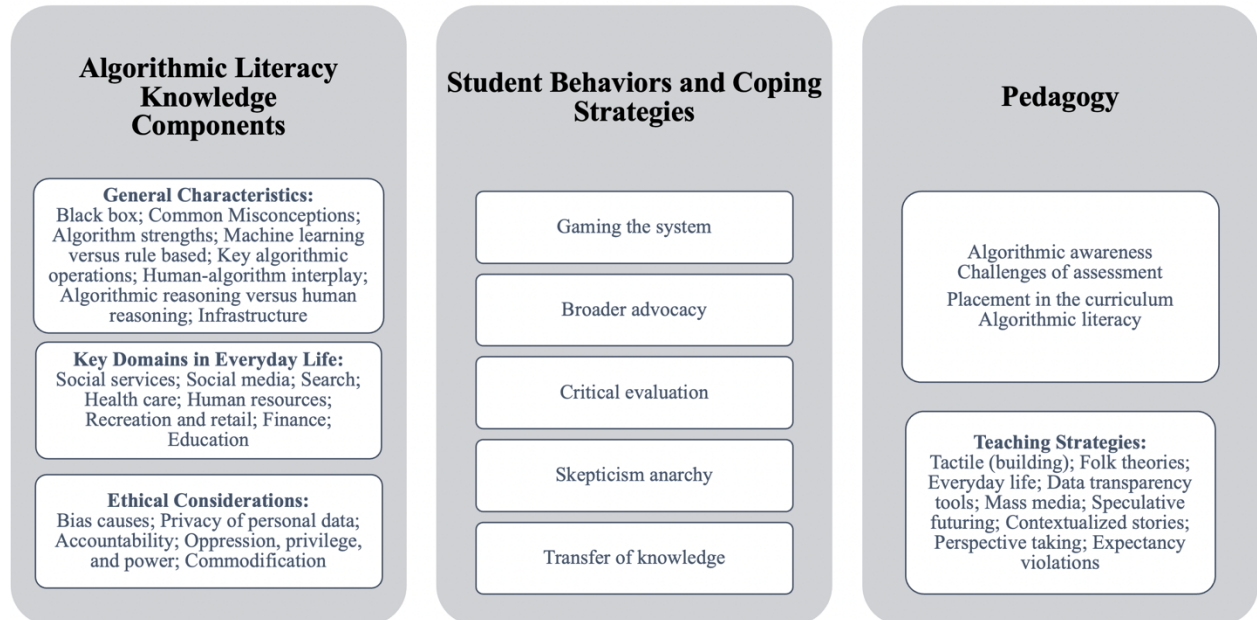 Algorithmic Literacy
Knowledge
Components
General Characteristics:
Black box; Common Misconceptions;
Algorithm strengths; Machine learning
versus rule based; Key algorithmic
operations; Human-algorithm interplay;
Algorithmic reasoning versus human
reasoning; Infrastructure
Key Domains in Everyday Life:
Social services; Social media; Search;
Health care; Human resources;
Recreation and retail; Finance;
Education
Ethical Considerations:
Bias causes; Privacy of personal data;
Accountability; Oppression, privilege,
and power; Commodification
Student Behaviors and Coping
Strategies
Gaming the system
Broader advocacy
Critical evaluation
Skepticism anarchy
Transfer of knowledge
Pedagogy
Algorithmic awareness
Challenges of assessment
Placement in the curriculum
Algorithmic literacy
Teaching Strategies:
Tactile (building); Folk theories;
Everyday life; Data transparency
tools; Mass media; Speculative
futuring; Contextualized stories;
Perspective taking; Expectancy
violations